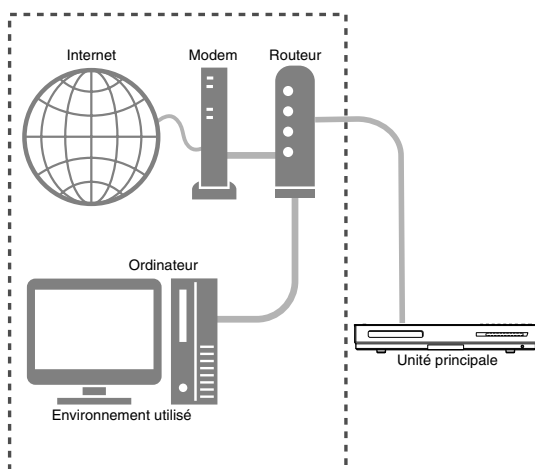 Internet
Modem
Routeur
Ordinateur
Unité principale
Environnement utilisé